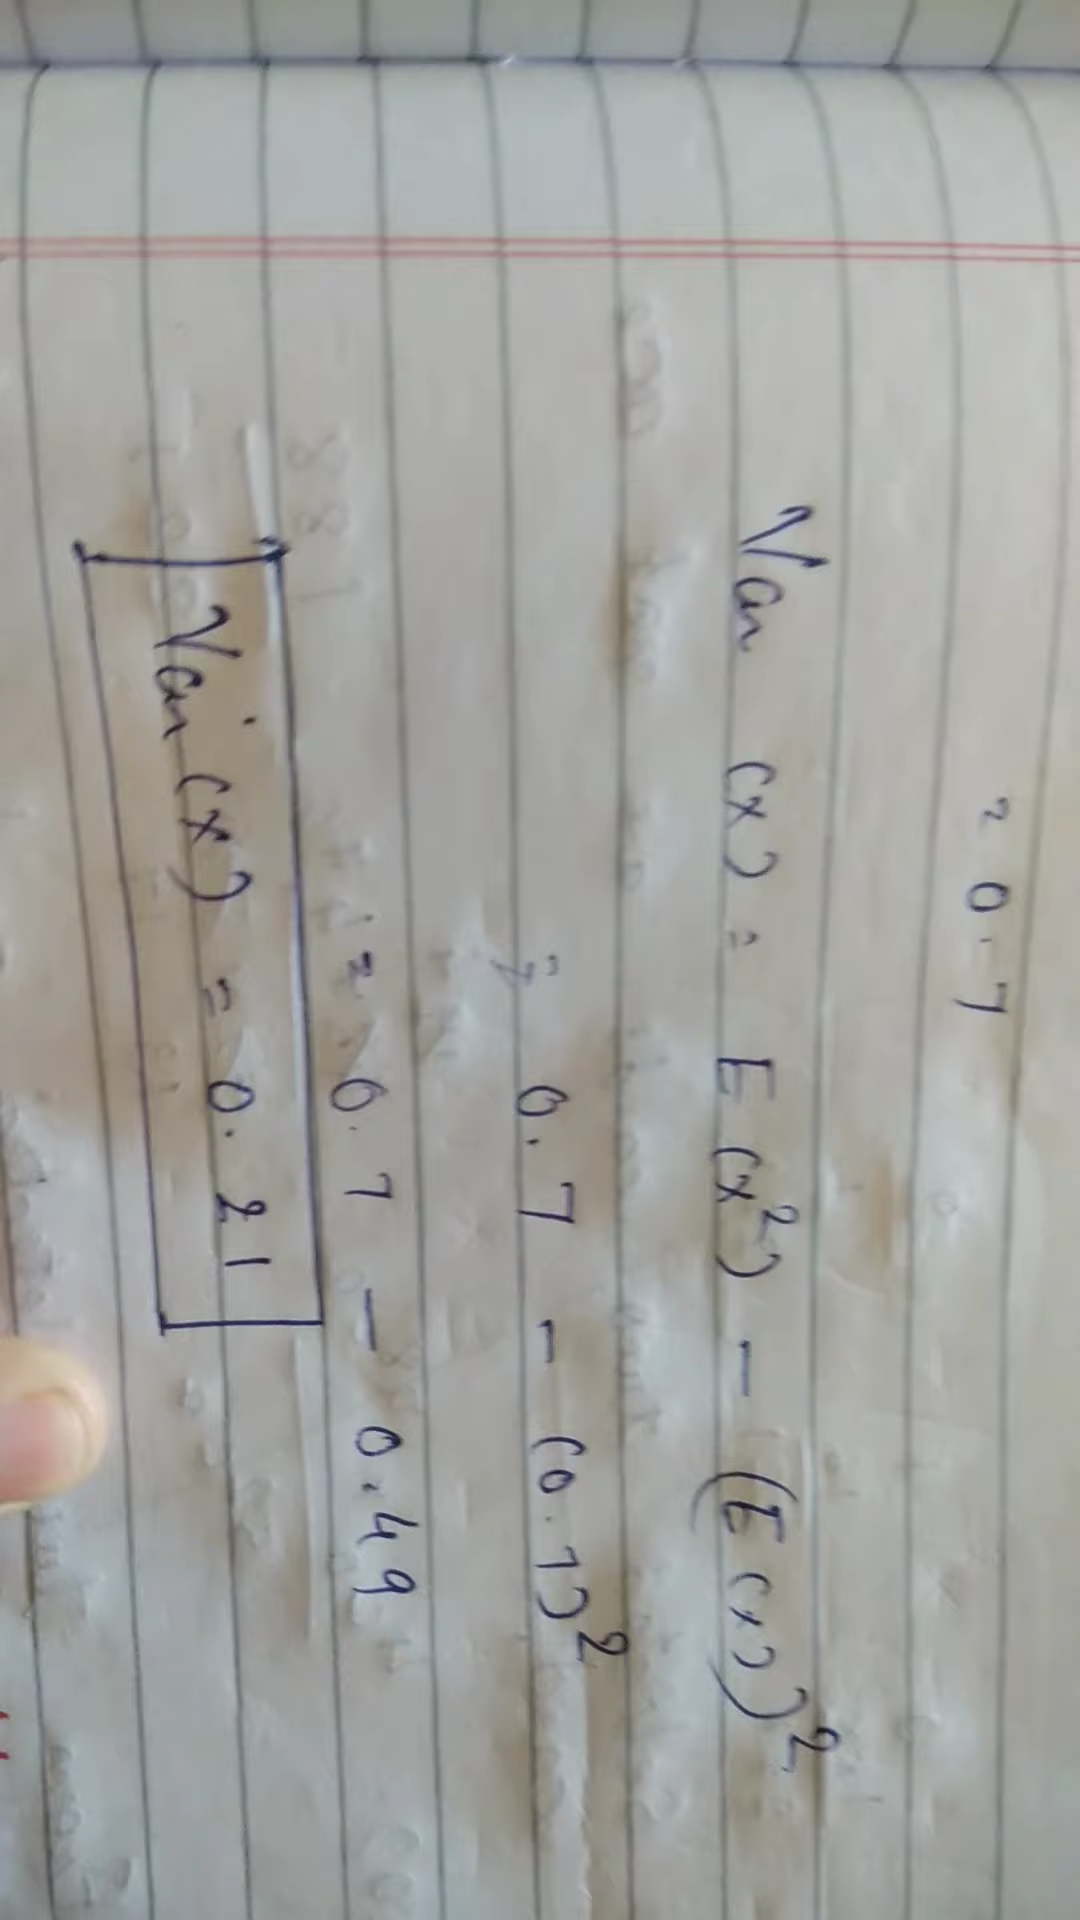 = 0.7
Var (x) = E (x²) - (E(x))²
= 0.7 - (0.7)²
= 0.7 - 0.49
Var (x) = 0.21